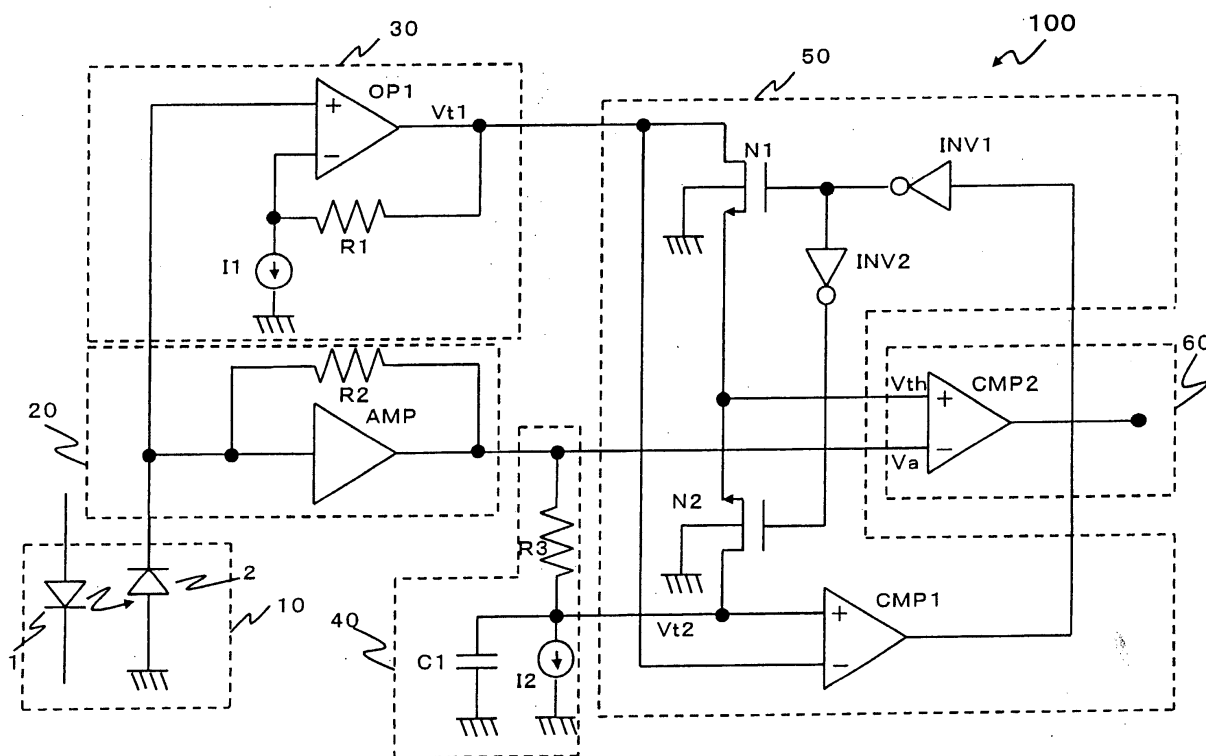 100
30
50
OP1
+
−
Vt1
N1
INV1
R1
I1
INV2
60
R2
20
AMP
Vth
CMP2
+
−
Va
N2
R3
2
10
1
40
Vt2
C1
I2
CMP1
+
−